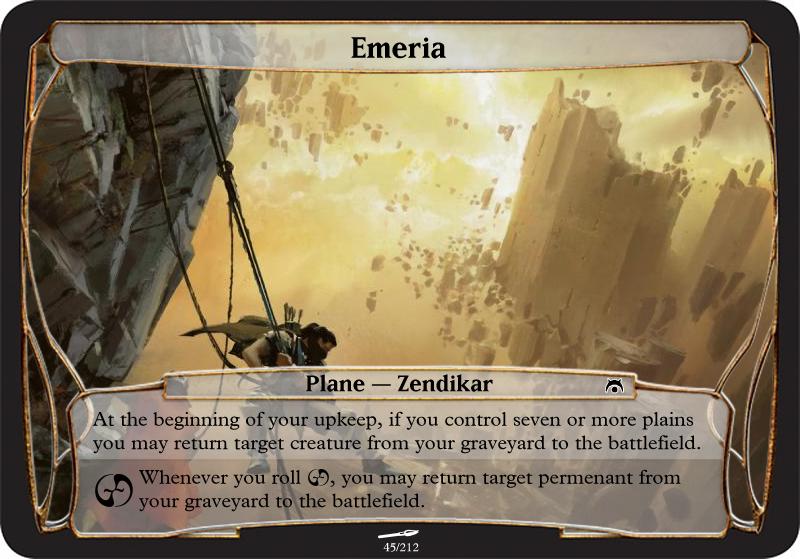 Emeria
Plane — Zendikar
At the beginning of your upkeep, if you control seven or more plains
you may return target creature from your graveyard to the battlefield.
Whenever you roll , you may return target permenant from
your graveyard to the battlefield.
45/212